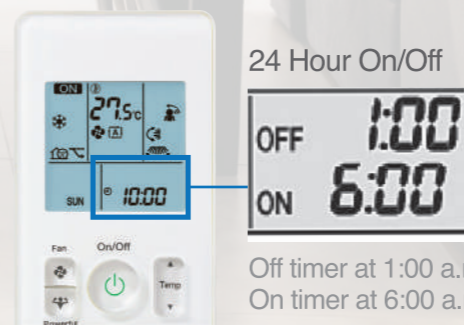 ON
27.5c
A
SUN 10:00
Fan
On/Off
Temp
Powerful
24 Hour On/Off
OFF 1:00
ON 6:00
Off timer at 1:00 a.
On timer at 6:00 a.